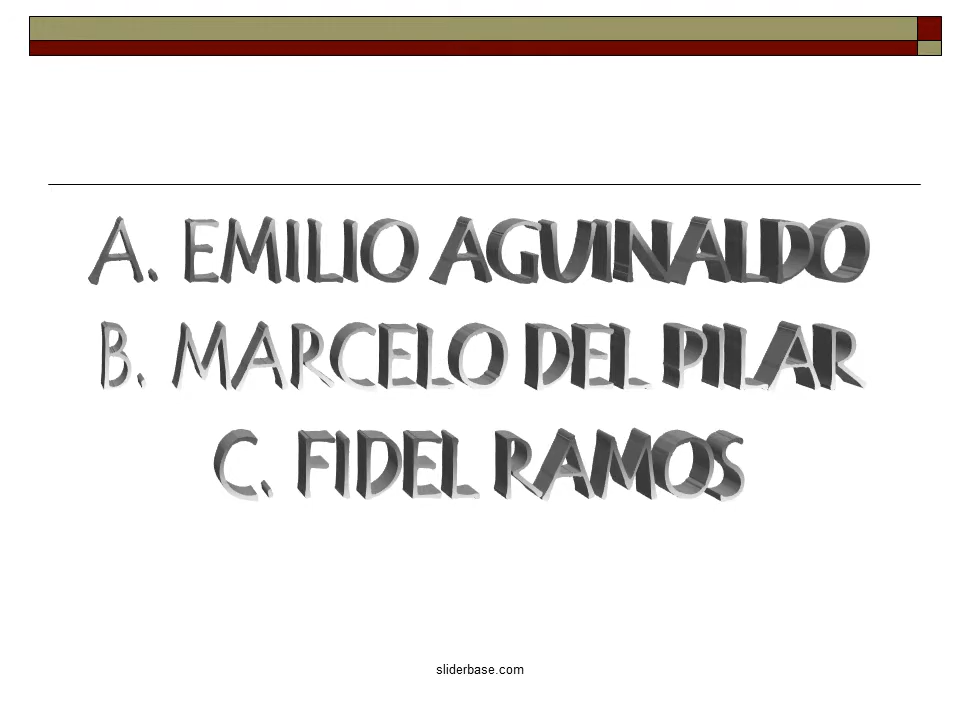 A. EMILIO AGUINALDO
B. MARCELO DEL PILAR
C. FIDEL RAMOS
sliderbase.com